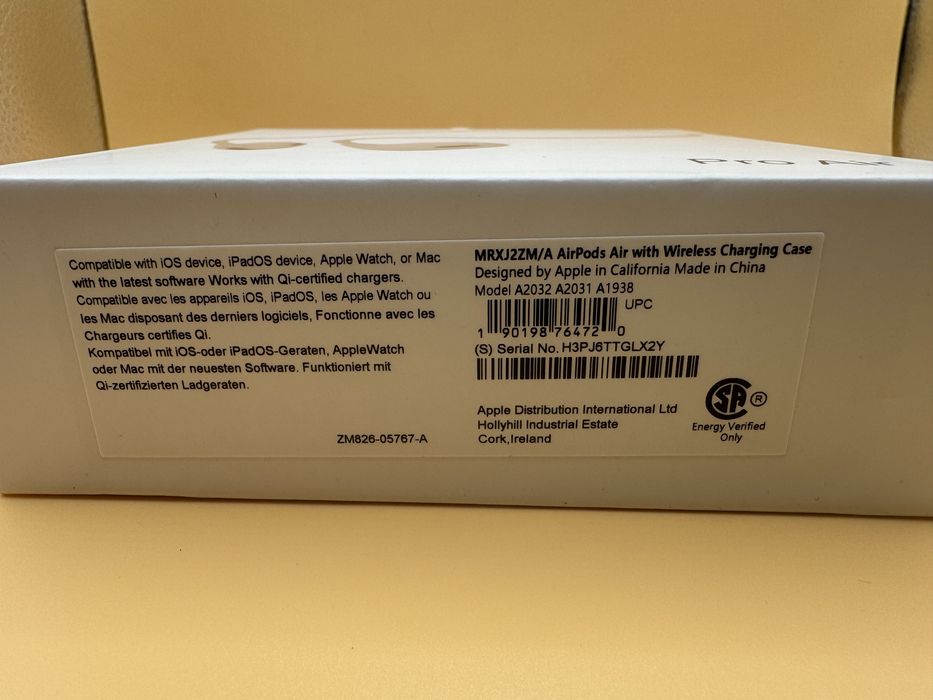 Pro Air
Compatible with iOS device, iPadOS device, Apple Watch, or Mac
with the latest software Works with Qi-certified chargers.
Compatible avec les appareils iOS, iPadOS, les Apple Watch ou
les Mac disposant des derniers logiciels, Fonctionne avec les
Chargeurs certifies Qi.
Kompatibel mit iOS-oder iPadOS-Geraten, AppleWatch
oder Mac mit der neuesten Software. Funktioniert mit
Qi-zertifizierten Ladgeraten.
ZM826-05767-A
MRXJ2ZM/A AirPods Air with Wireless Charging Case
Designed by Apple in California Made in China
Model A2032 A2031 A1938
UPC
1 90198 76472 0
(S) Serial No. H3PJ6TTGLX2Y
Apple Distribution International Ltd
Hollyhill Industrial Estate
Cork,Ireland
SA ®
Energy Verified
Only